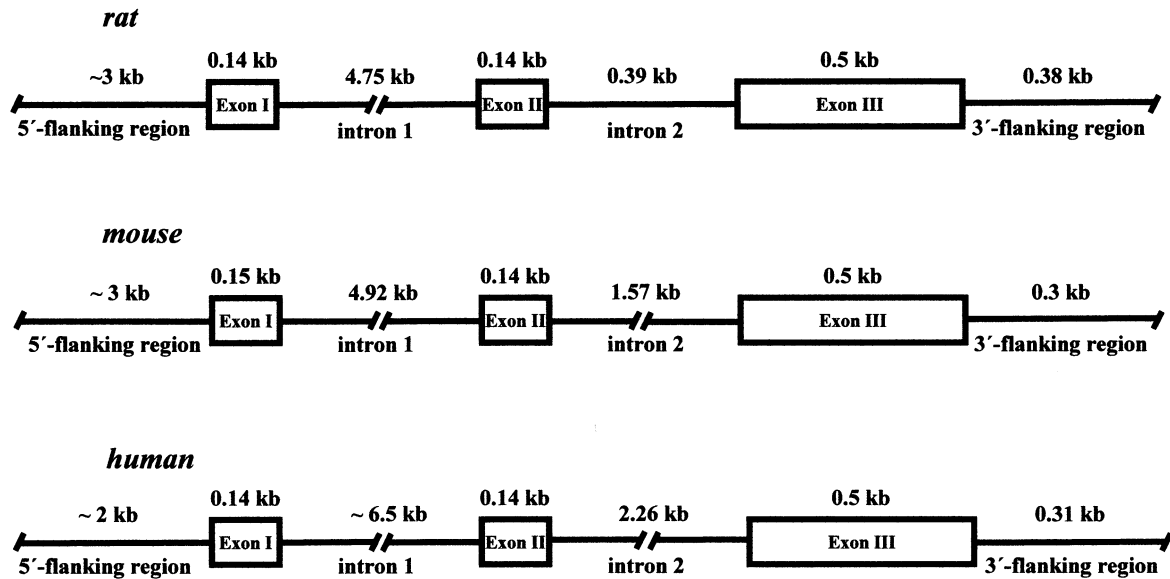 rat
~3 kb 0.14 kb 4.75 kb 0.14 kb 0.39 kb 0.5 kb 0.38 kb
Exon I Exon II Exon III
5´-flanking region intron 1 intron 2 3´-flanking region
mouse
~ 3 kb 0.15 kb 4.92 kb 0.14 kb 1.57 kb 0.5 kb 0.3 kb
Exon I Exon II Exon III
5´-flanking region intron 1 intron 2 3´-flanking region
human
~ 2 kb 0.14 kb ~ 6.5 kb 0.14 kb 2.26 kb 0.5 kb 0.31 kb
Exon I Exon II Exon III
5´-flanking region intron 1 intron 2 3´-flanking region